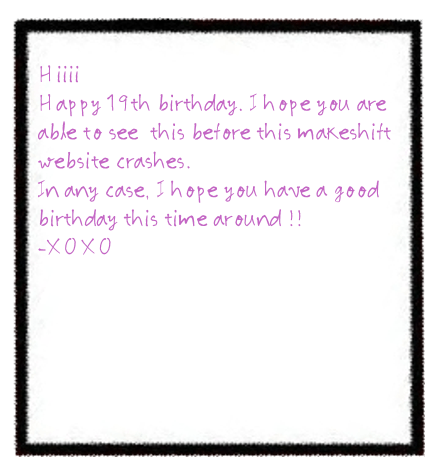 Hiiii
Happy 19th birthday. I hope you are
able to see this before this makeshift
website crashes.
In any case, I hope you have a good
birthday this time around !!
-XOXO